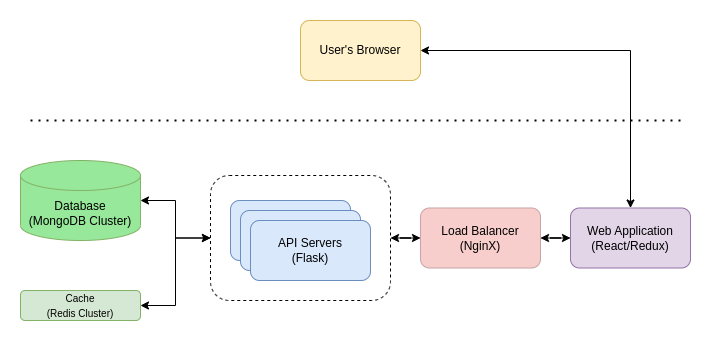 User's Browser
Database
(MongoDB Cluster)
API Servers
(Flask)
Load Balancer
(NginX)
Web Application
(React/Redux)
Cache
(Redis Cluster)